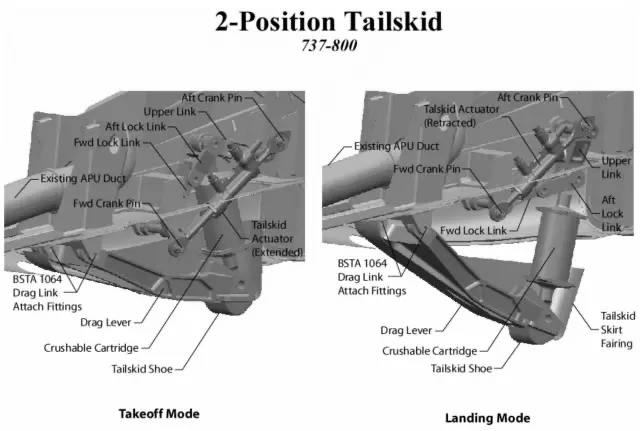 2-Position Tailskid
737-800
Aft Crank Pin
Upper Link
Aft Lock Link
Fwd Lock Link
Existing APU Duct
Fwd Crank Pin
Tailskid
Actuator
(Extended)
BSTA 1064
Drag Link
Attach Fittings
Drag Lever
Crushable Cartridge
Tailskid Shoe
Takeoff Mode
Aft Crank Pin
Talskid Actuator
(Retracted)
Existing APU Duct
Fwd Crank Pin
Upper
Link
Aft
Lock
Link
Fwd Lock Link
BSTA 1064
Drag Link
Attach Fittings
Drag Lever
Crushable Cartridge
Tailskid Shoe
Tailskid
Skirt
Fairing
Landing Mode